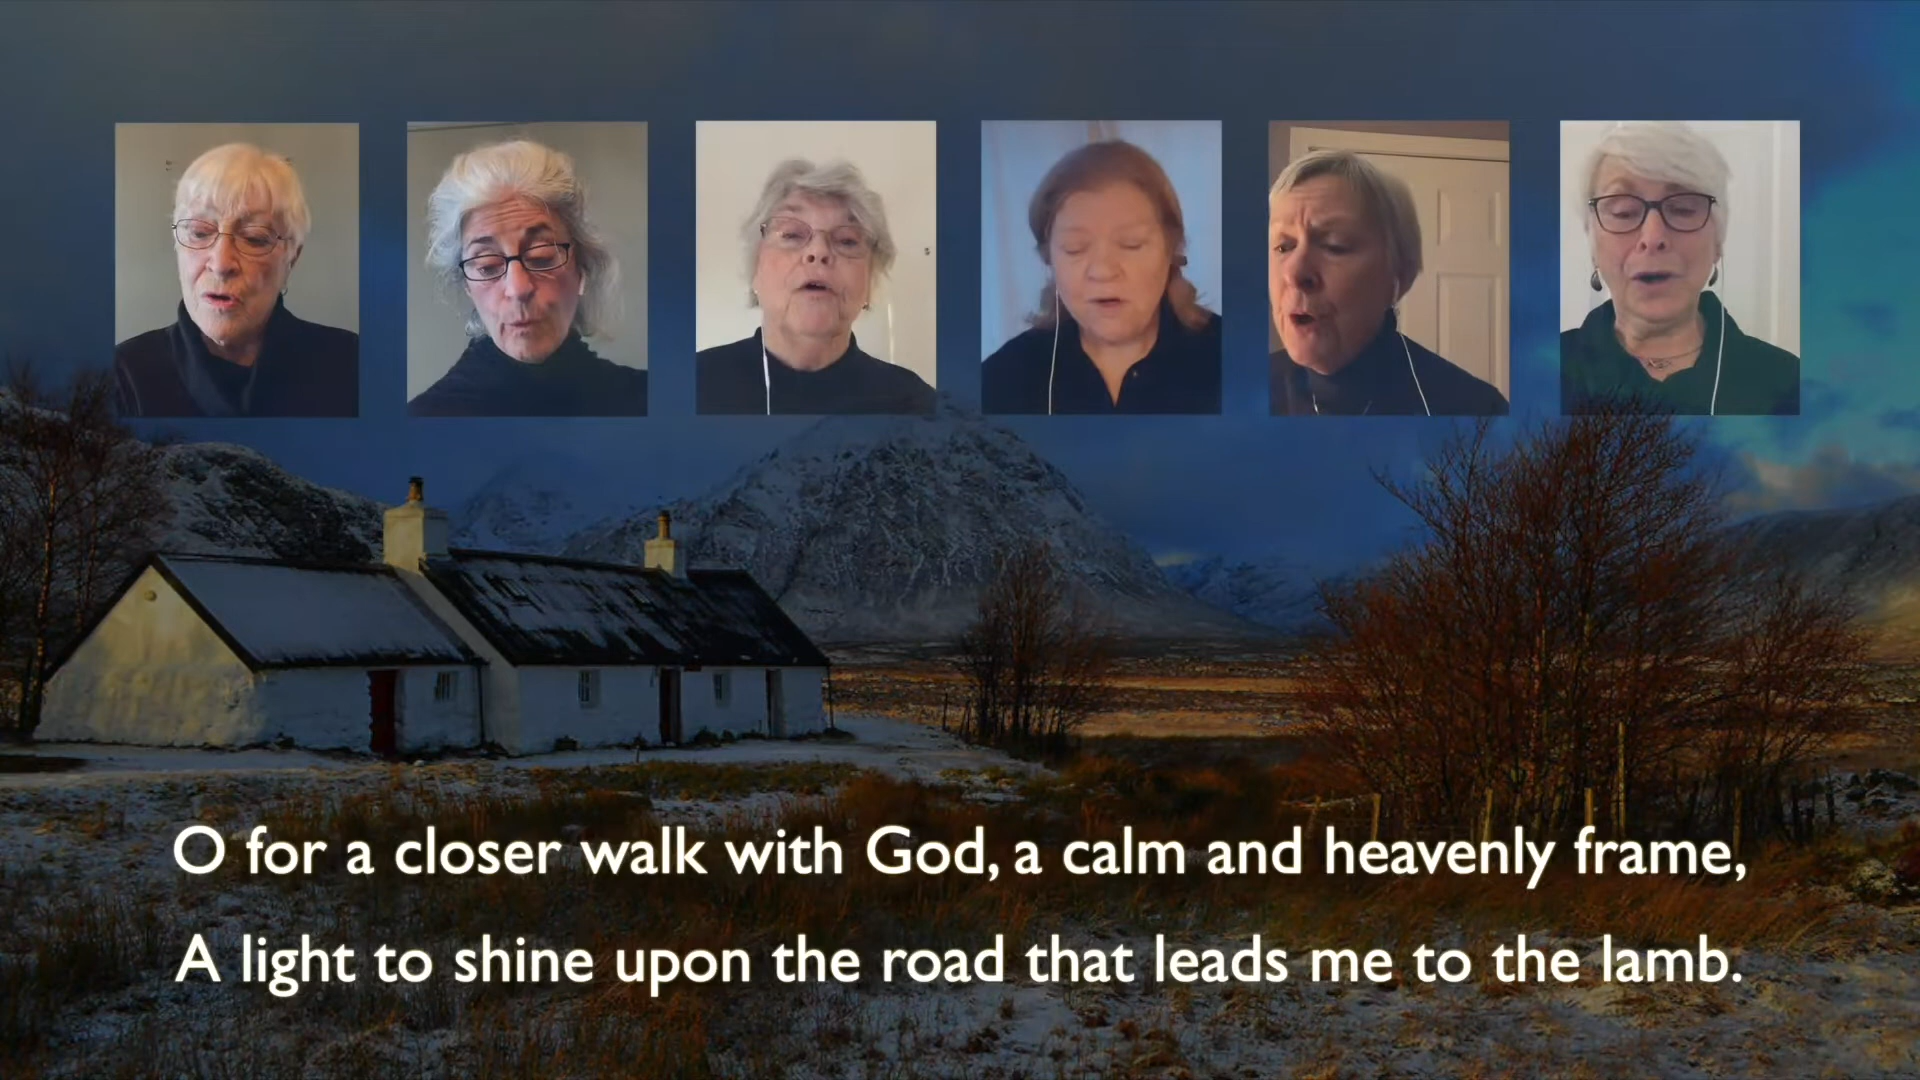 O for a closer walk with God, a calm and heavenly frame,
A light to shine upon the road that leads me to the lamb.